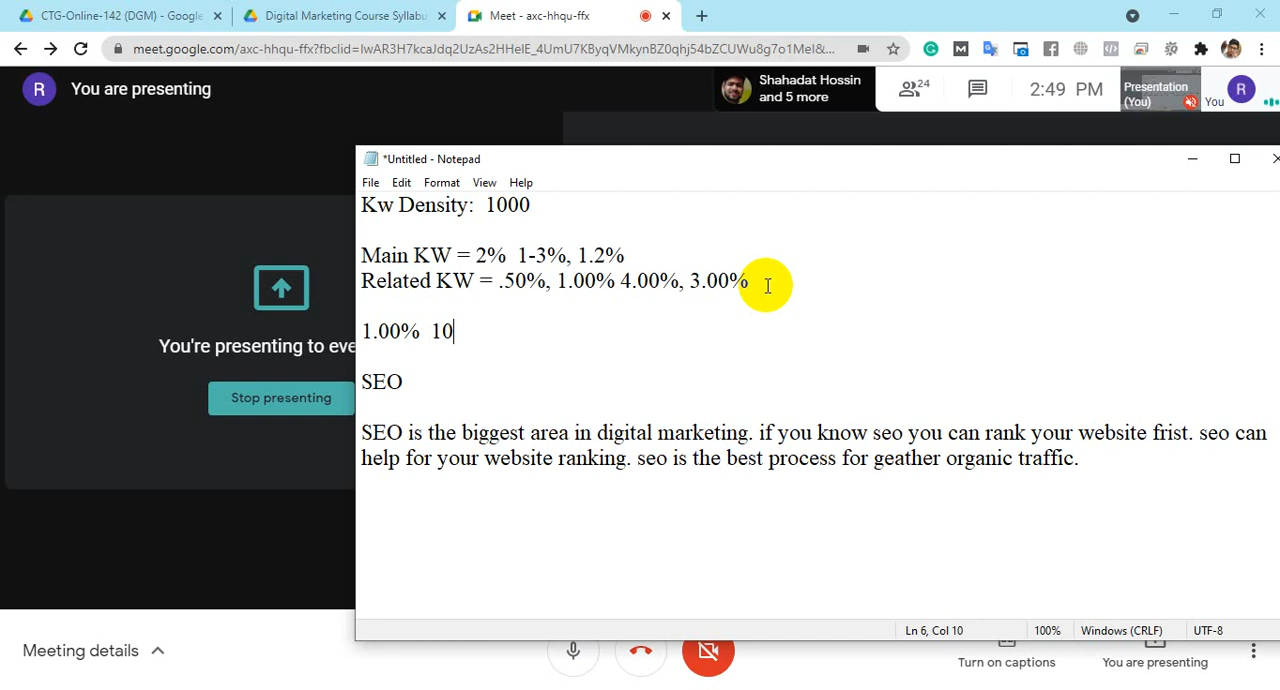 CTG-Online-142 (DGM) - Google
Digital Marketing Course Syllabu
Meet - axc-hhqu-ffx
meet.google.com/axc-hhqu-ffx?fbclid=IwAR3H7kcaJdq2UzAs2HHelE_4UmU7KByqVMkynBZ0qhj54bZCUWu8g7o1MeI&...
R You are presenting
Shahadat Hossin
and 5 more
24
2:49 PM
Presentation
(You)
You
R
*Untitled - Notepad
File Edit Format View Help
Kw Density: 1000
Main KW = 2% 1-3%, 1.2%
Related KW = .50%, 1.00% 4.00%, 3.00%
1.00% 10
SEO
SEO is the biggest area in digital marketing. if you know seo you can rank your website frist. seo can
help for your website ranking. seo is the best process for geather organic traffic.
You're presenting to eve
Stop presenting
Ln 6, Col 10 100% Windows (CRLF) UTF-8
Meeting details
Turn on captions
You are presenting